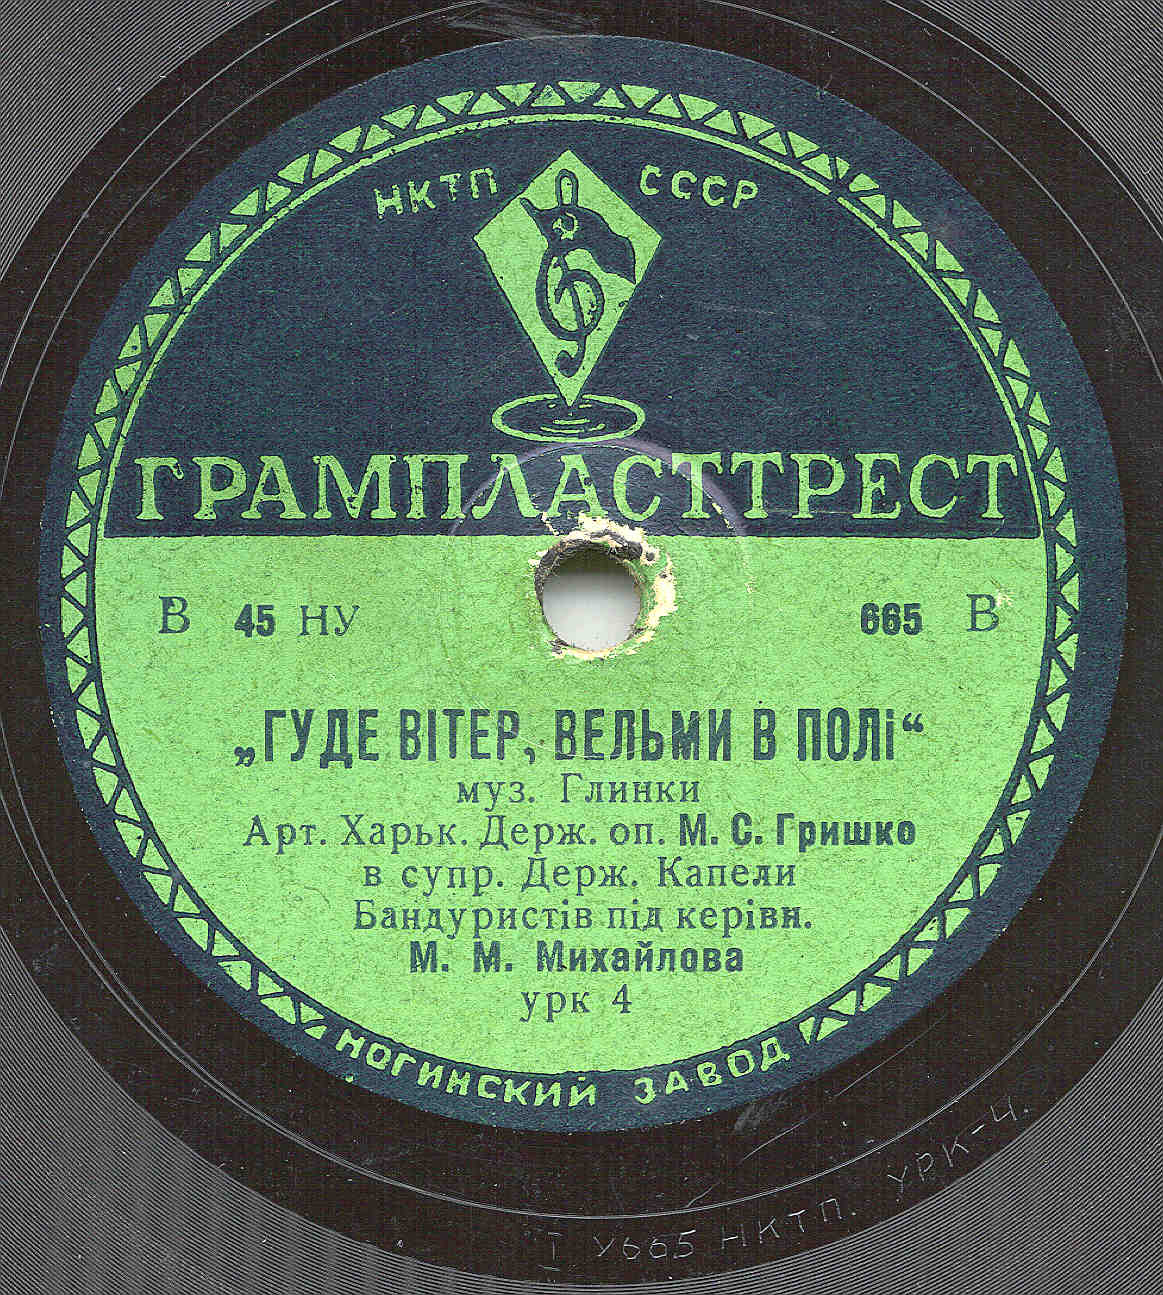 НКТП СССР
ГРАМПЛАСТТРЕСТ
В 45 НУ 665 В
„ГУДЕ ВІТЕР, ВЕЛЬМИ В ПОЛі“
муз. Глинки
Арт. Харьк. Держ. оп. М. С. Гришко
в супр. Держ. Капели
Бандуристів під керівн.
М. М. Михайлова
урк 4
НОГИНСКИЙ ЗАВОД
I У665 НКТП. УРК-4.